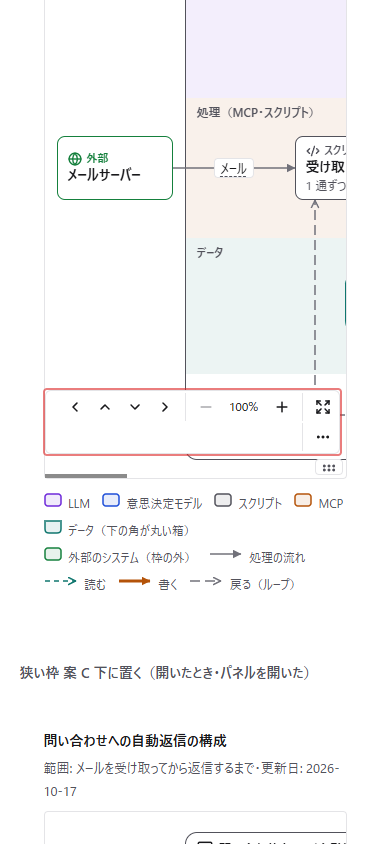 処理（MCP・スクリプト）
外部
メールサーバー
メール
スクリ
受け取
1 通ずつ
データ
100%
LLM 意思決定モデル スクリプト MCP
データ（下の角が丸い箱）
外部のシステム（枠の外） 処理の流れ
読む 書く 戻る（ループ）
狭い枠 案 C 下に置く（開いたとき・パネルを開いた）
問い合わせへの自動返信の構成
範囲: メールを受け取ってから返信するまで・更新日: 2026-
10-17